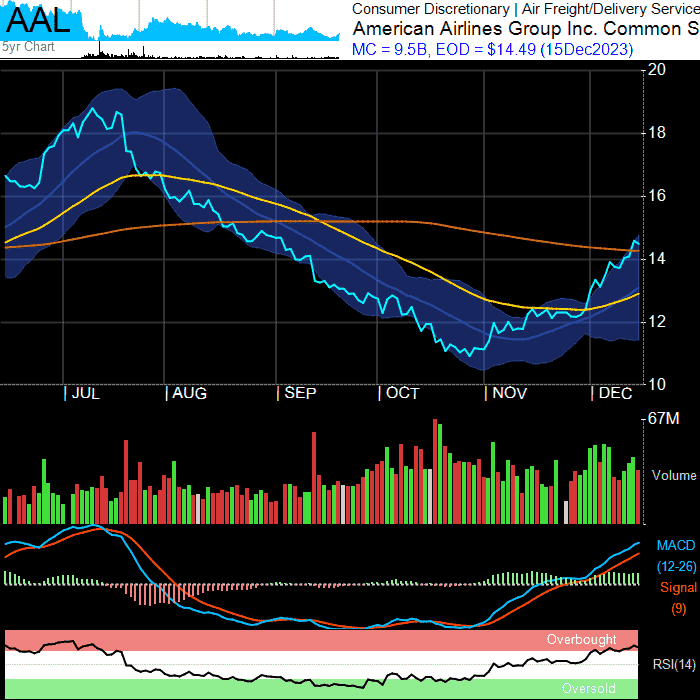 AAL
5yr Chart
Consumer Discretionary | Air Freight/Delivery Service
American Airlines Group Inc. Common S
MC = 9.5B, EOD = $14.49 (15Dec2023)
20
18
16
14
12
10
| JUL | AUG | SEP | OCT | NOV | DEC
67M
Volume
MACD
(12-26)
Signal
(9)
Overbought
RSI(14)
Oversold